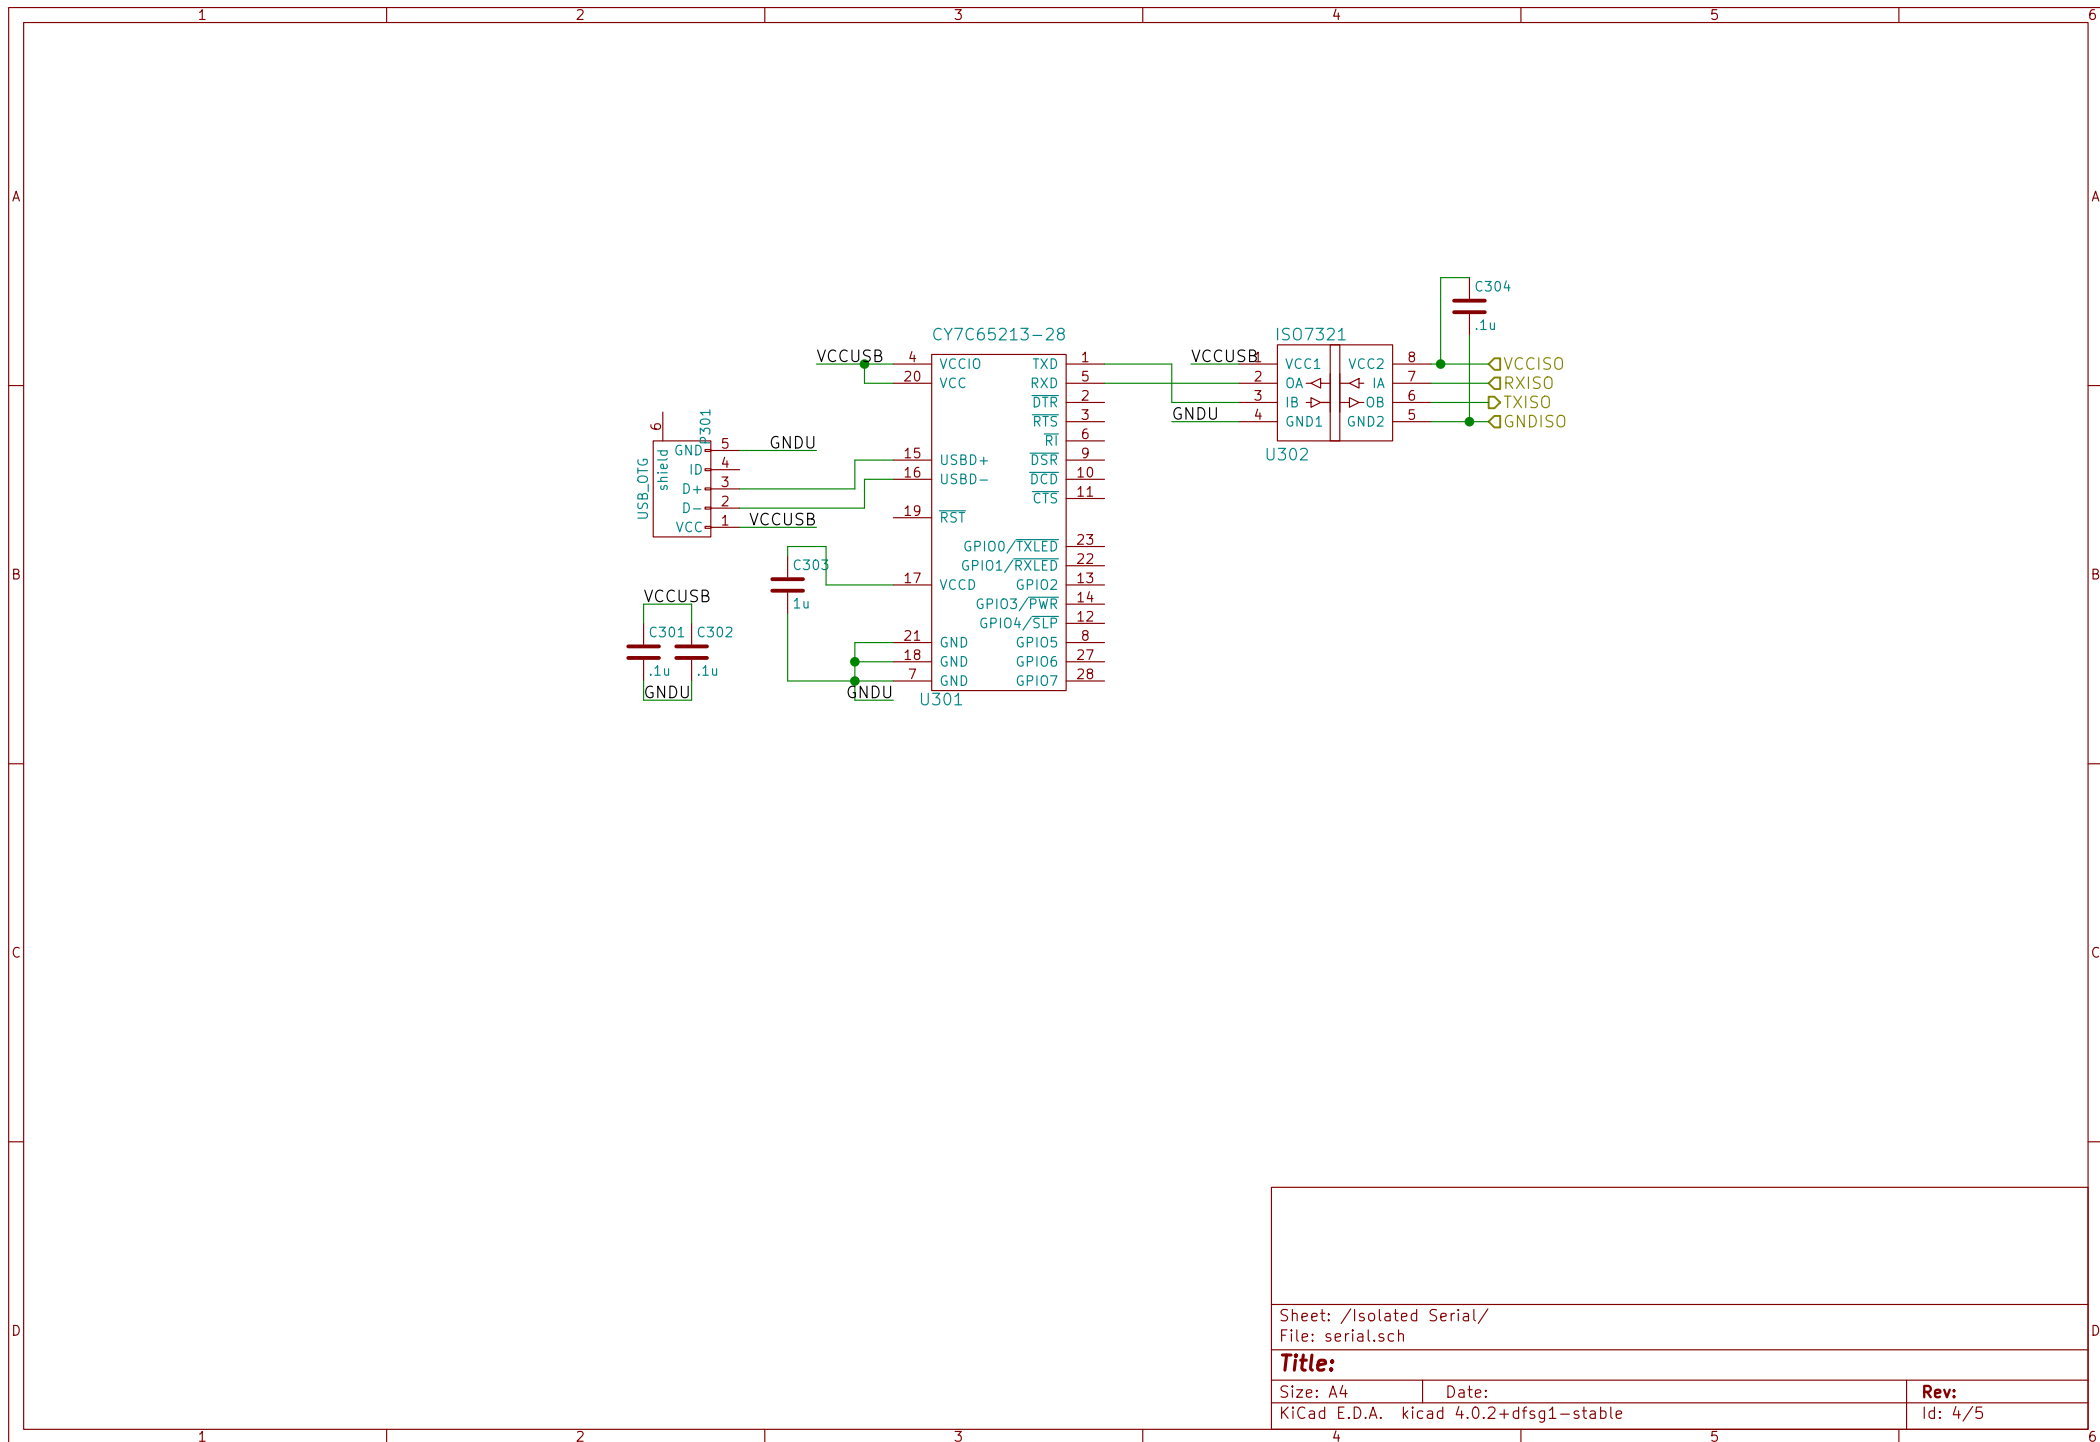 1 2 3 4 5 6
A A
C304
.1u
CY7C65213-28
ISO7321
VCCUSB 4 VCCIO TXD 1
VCCUSB 1 VCC1 VCC2 8 VCCISO
20 VCC RXD 5
2 OA IA 7 RXISO
DTR 2
3 IB OB 6 TXISO
RTS 3
GNDU 4 GND1 GND2 5 GNDISO
RI 6
U302
P301
6
shield
USB_OTG
GND 5 GNDU
ID 4
D+ 3
D- 2
VCC 1 VCCUSB
15 USBD+ DSR 9
16 USBD- DCD 10
CTS 11
19 RST
GPIO0/TXLED 23
GPIO1/RXLED 22
C303
1u
17 VCCD GPIO2 13
GPIO3/PWR 14
GPIO4/SLP 12
21 GND GPIO5 8
18 GND GPIO6 27
7 GND GPIO7 28
GNDU
U301
B B
VCCUSB
C301 C302
.1u .1u
GNDU
C C
D D
Sheet: /Isolated Serial/
File: serial.sch
Title:
Size: A4 Date: Rev:
KiCad E.D.A. kicad 4.0.2+dfsg1-stable Id: 4/5
1 2 3 4 5 6